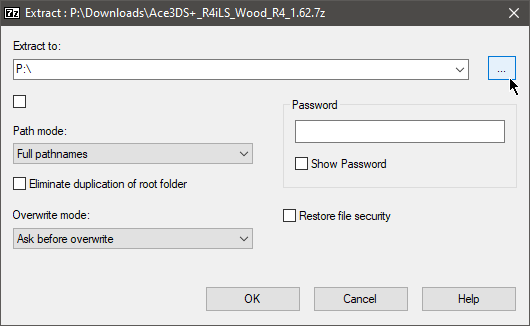 7z Extract : P:\Downloads\Ace3DS+_R4iLS_Wood_R4_1.62.7z
Extract to:
P:\
...
Password
Path mode:
Full pathnames
Show Password
Eliminate duplication of root folder
Overwrite mode:
Restore file security
Ask before overwrite
OK Cancel Help